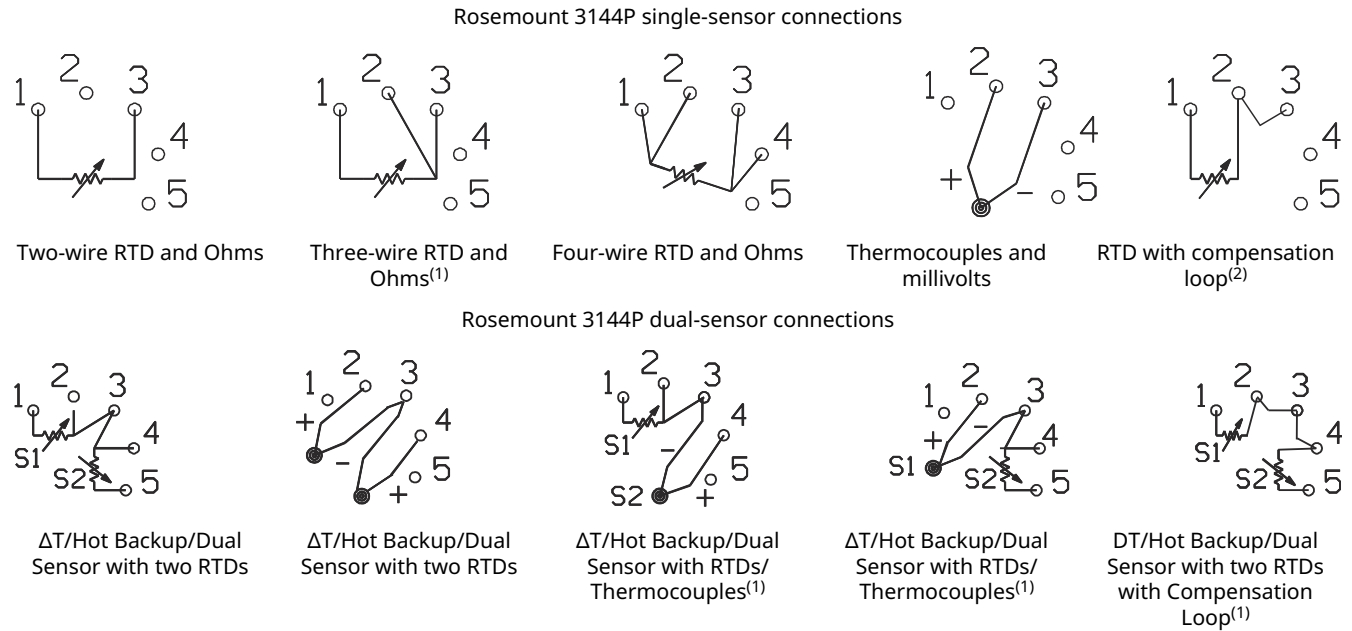 Rosemount 3144P single-sensor connections
1 2 3 4 5
1 2 3 4 5
1 2 3 4 5
1 2 3 4 5 + -
1 2 3 4 5
Two-wire RTD and Ohms
Three-wire RTD and
Ohms(1)
Four-wire RTD and Ohms
Thermocouples and
millivolts
RTD with compensation
loop(2)
Rosemount 3144P dual-sensor connections
1 2 3 4 5 S1 S2
1 2 3 4 5 + - +
1 2 3 4 5 S1 - S2 +
1 2 3 4 5 + - S1 S2
1 2 3 4 5 S1 S2
ΔT/Hot Backup/Dual
Sensor with two RTDs
ΔT/Hot Backup/Dual
Sensor with two RTDs
ΔT/Hot Backup/Dual
Sensor with RTDs/
Thermocouples(1)
ΔT/Hot Backup/Dual
Sensor with RTDs/
Thermocouples(1)
DT/Hot Backup/Dual
Sensor with two RTDs
with Compensation
Loop(1)